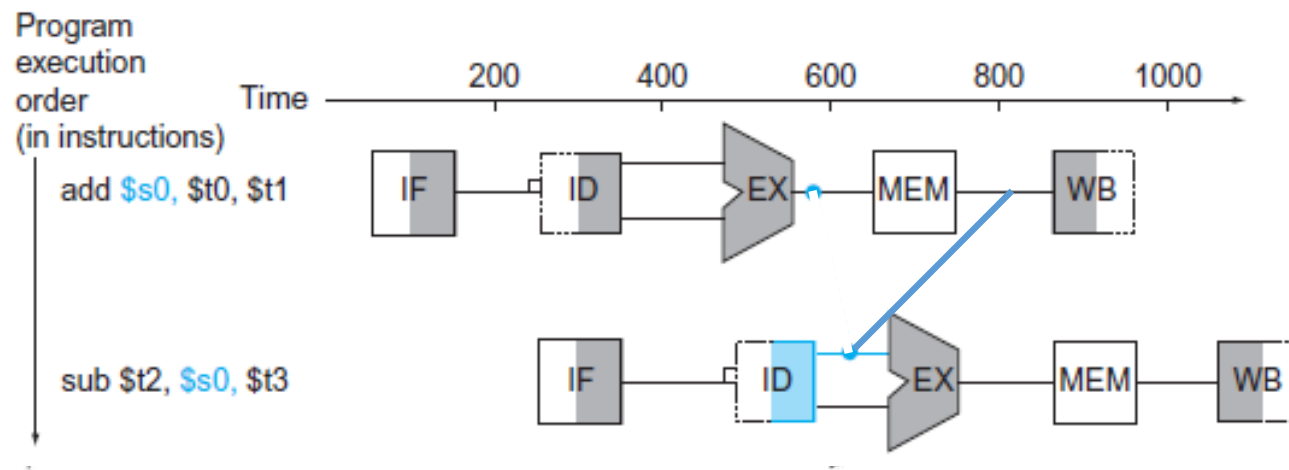 Program
execution
order
(in instructions)
Time
200 400 600 800 1000
add $s0, $t0, $t1
IF ID EX MEM WB
sub $t2, $s0, $t3
IF ID EX MEM WB